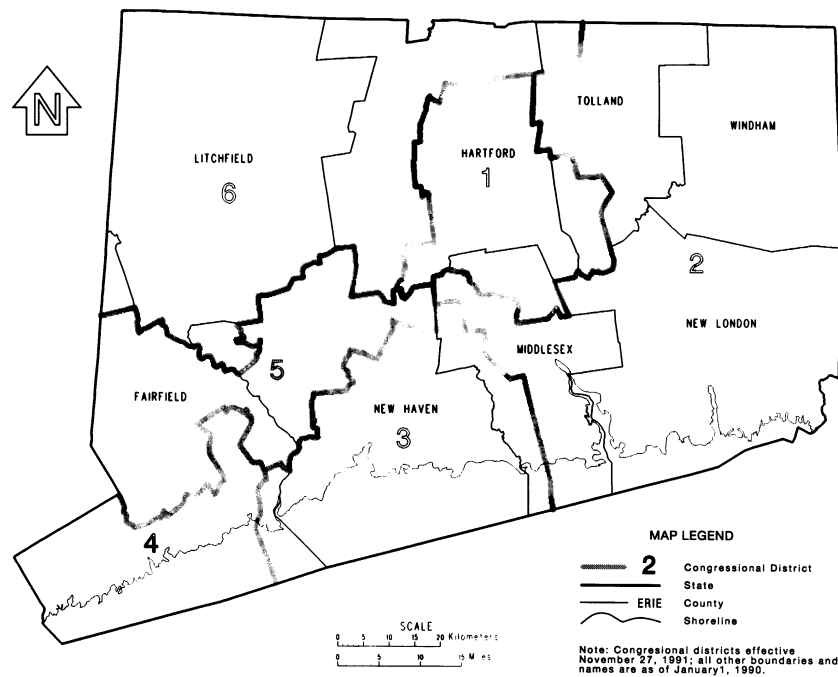 N
TOLLAND
WINDHAM
LITCHFIELD
HARTFORD
6
1
2
NEW LONDON
MIDDLESEX
5
FAIRFIELD
NEW HAVEN
3
4
MAP LEGEND
2 Congressional District
State
ERIE County
Shoreline
SCALE
0 5 10 20 Kilometers
0 5 10 15 Miles
Note: Congresional districts effective
November 27, 1991; all other boundaries and
names are as of January1, 1990.